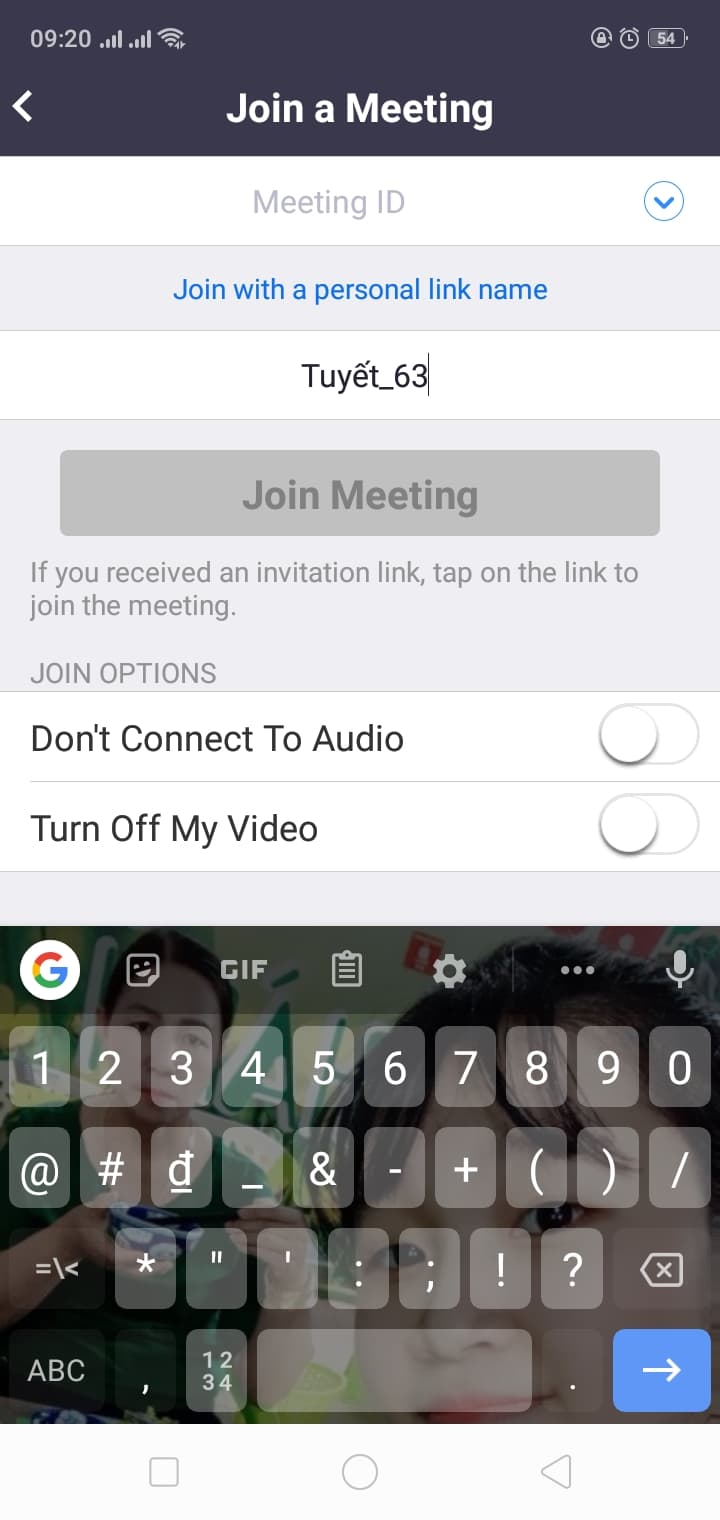 09:20 54
Join a Meeting
Meeting ID
Join with a personal link name
Tuyết_63
Join Meeting
If you received an invitation link, tap on the link to
join the meeting.
JOIN OPTIONS
Don't Connect To Audio
Turn Off My Video
G GIF
1 2 3 4 5 6 7 8 9 0
@ # đ _ & - + ( ) /
=\< * " ' : ; ! ?
ABC , 12 .
34